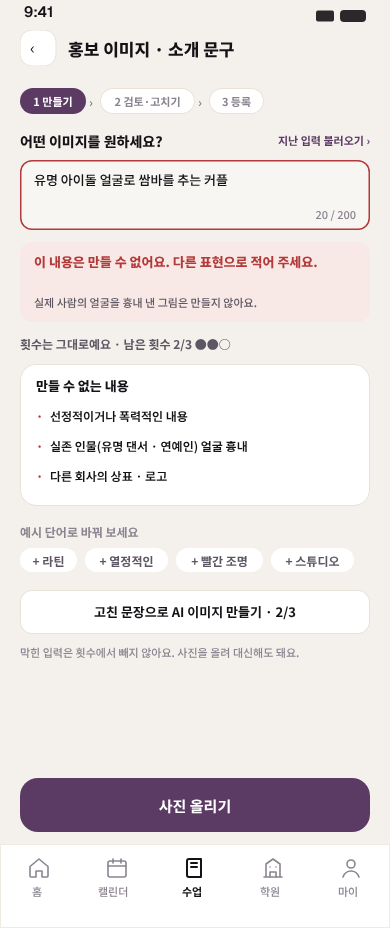 9:41
‹ 홍보 이미지 · 소개 문구
1 만들기 › 2 검토·고치기 › 3 등록
어떤 이미지를 원하세요? 지난 입력 불러오기 ›
유명 아이돌 얼굴로 쌈바를 추는 커플
20 / 200
이 내용은 만들 수 없어요. 다른 표현으로 적어 주세요.
실제 사람의 얼굴을 흉내 낸 그림은 만들지 않아요.
횟수는 그대로예요 · 남은 횟수 2/3 ●●○
만들 수 없는 내용
· 선정적이거나 폭력적인 내용
· 실존 인물(유명 댄서 · 연예인) 얼굴 흉내
· 다른 회사의 상표 · 로고
예시 단어로 바꿔 보세요
+ 라틴 + 열정적인 + 빨간 조명 + 스튜디오
고친 문장으로 AI 이미지 만들기 · 2/3
막힌 입력은 횟수에서 빼지 않아요. 사진을 올려 대신해도 돼요.
사진 올리기
홈 캘린더 수업 학원 마이